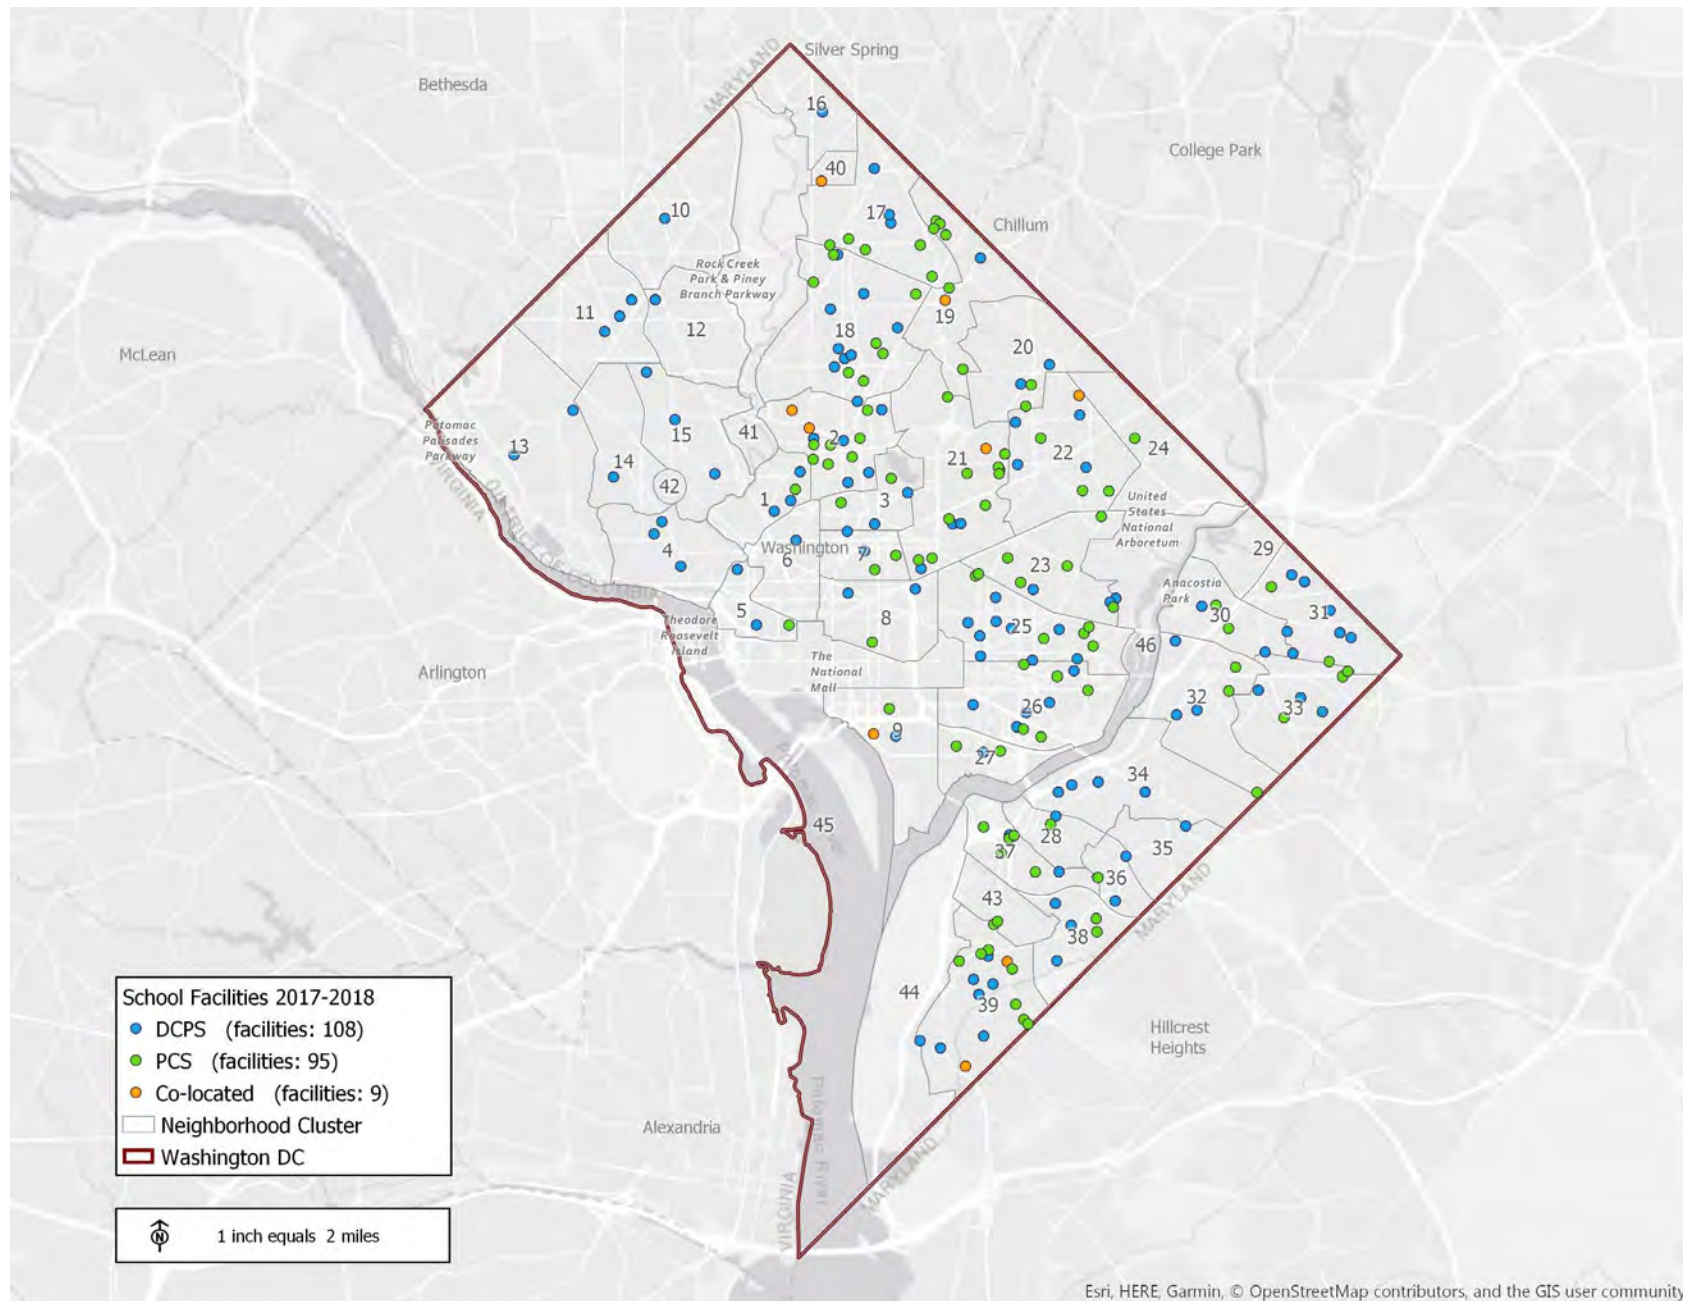 Silver Spring
MARYLAND
Bethesda
16
College Park
40
10
17
Chillum
Rock Creek
Park & Piney
Branch Parkway
11
12
18
19
20
McLean
Potomac
Palisades
Parkway
13
14
15
41
2
21
22
24
42
VIRGINIA
DISTRICT OF COLUMBIA
1
3
United
States
National
Arboretum
4
Washington
6
7
23
29
Anacostia
Park
5
8
25
30
31
Theodore
Roosevelt
Island
46
Arlington
The
National
Mall
26
32
33
9
27
34
45
28
35
37
36
MARYLAND
43
38
44
39
Hillcrest
Heights
School Facilities 2017-2018
DCPS (facilities: 108)
PCS (facilities: 95)
Co-located (facilities: 9)
Neighborhood Cluster
Washington DC
Alexandria
Potomac River
VIRGINIA
MARYLAND
N
1 inch equals 2 miles
Esri, HERE, Garmin, © OpenStreetMap contributors, and the GIS user community